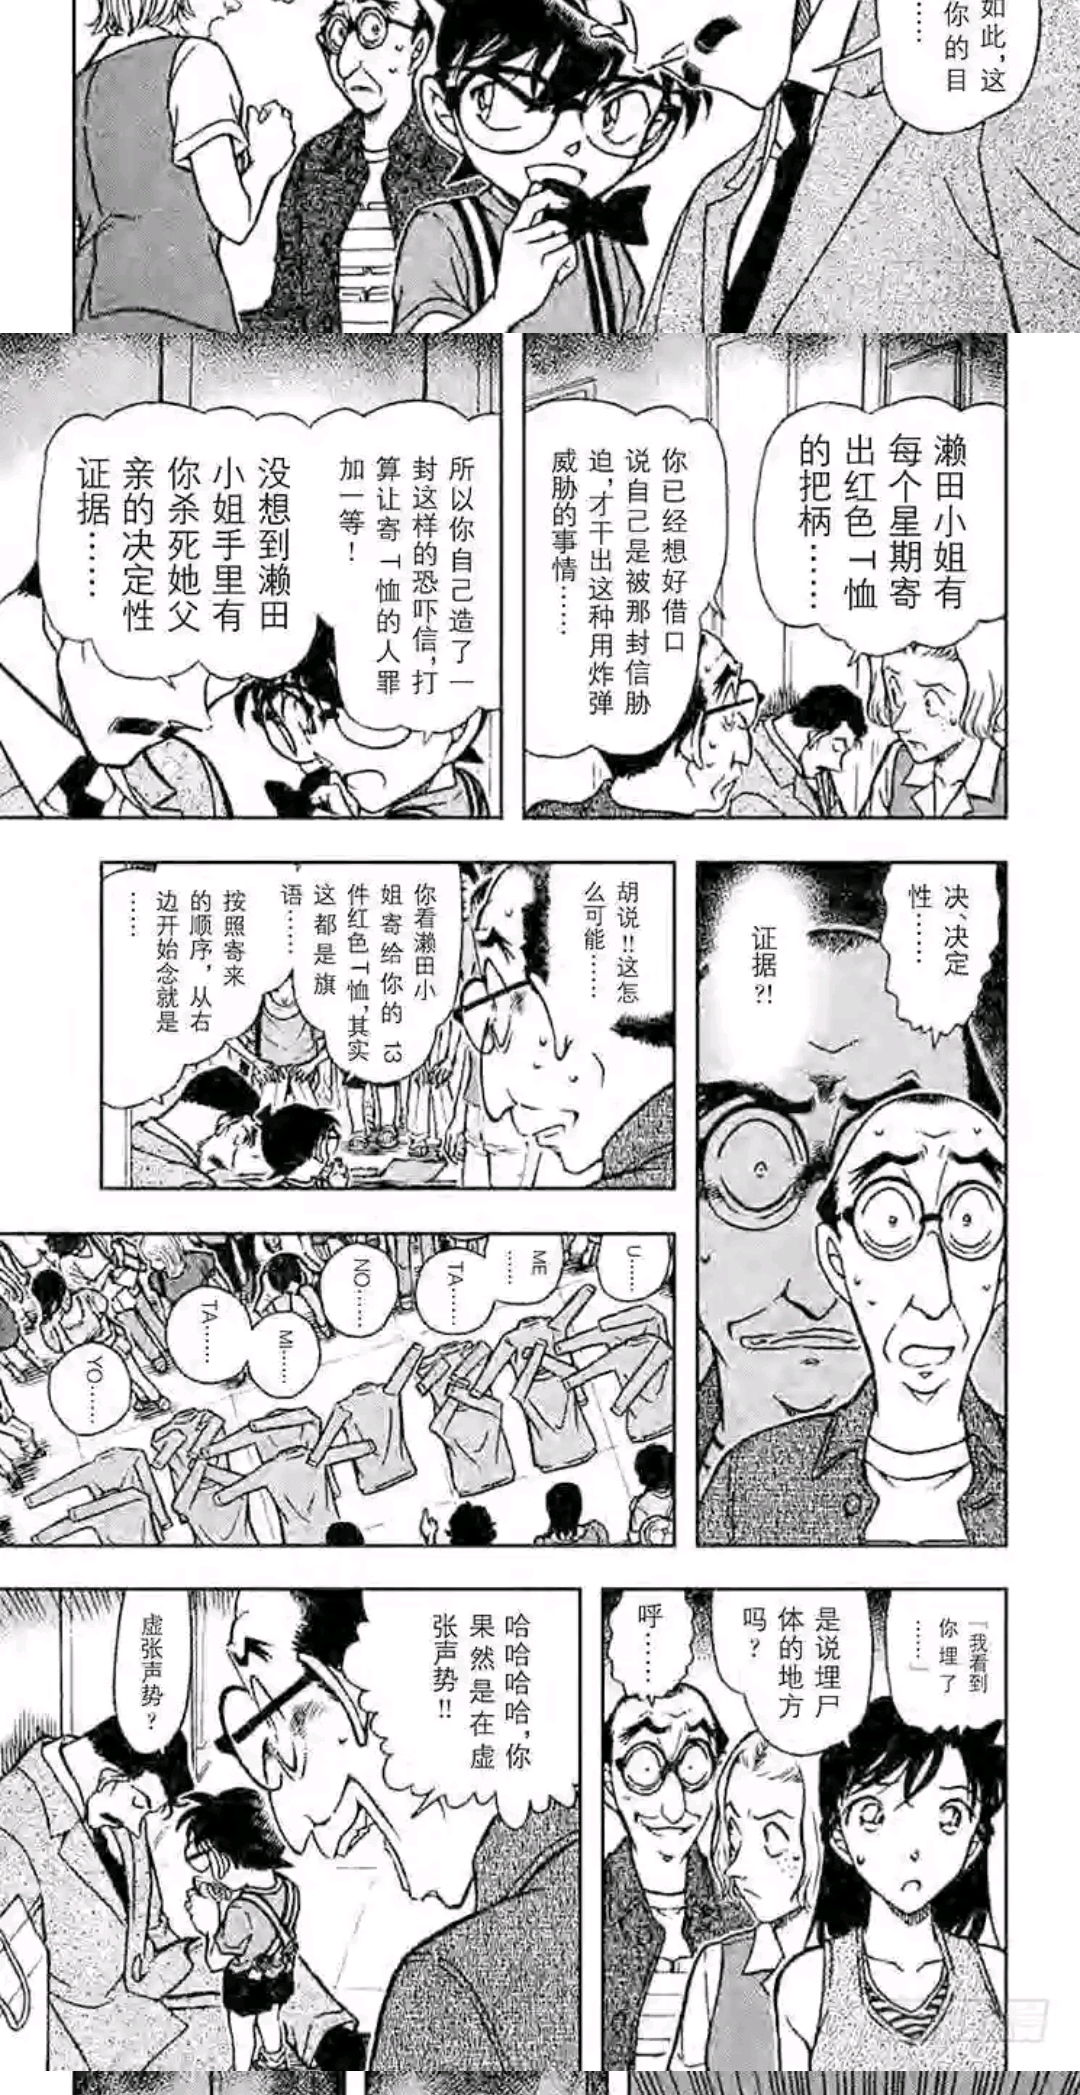 如此，这
你的目
……
濑田小姐有
每个星期寄
出红色T恤
的把柄……
你已经想好借口
说自己是被那封信胁
迫，才干出这种用炸弹
威胁的事情……
所以你自己造了一
封这样的恐吓信，打
算让寄T恤的人罪
加一等！
没想到濑田
小姐手里有
你杀死她父
亲的决定性
证据……
决、决定
性……
证据?!
胡说!!这怎
么可能……
你看濑田小
姐寄给你的13
件红色T恤，其实
这都是旗
语……
按照寄来
的顺序，从右
边开始念就是
……
U……
ME
……
TA……
NO……
MI……
TA……
YO……
『我看到
你埋了
……』
是说埋尸
体的地方
吗？
呼……
哈哈哈哈，你
果然是在虚
张声势!!
虚张声势？